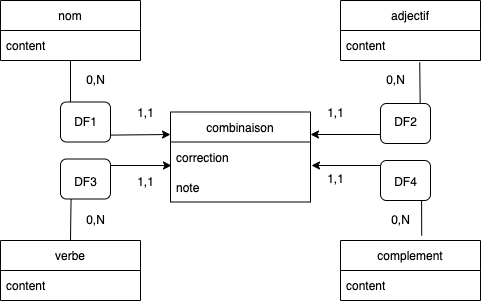 nom
adjectif
content
content
0,N
0,N
DF1
1,1
1,1
DF2
combinaison
correction
DF3
1,1
note
1,1
DF4
0,N
0,N
verbe
complement
content
content